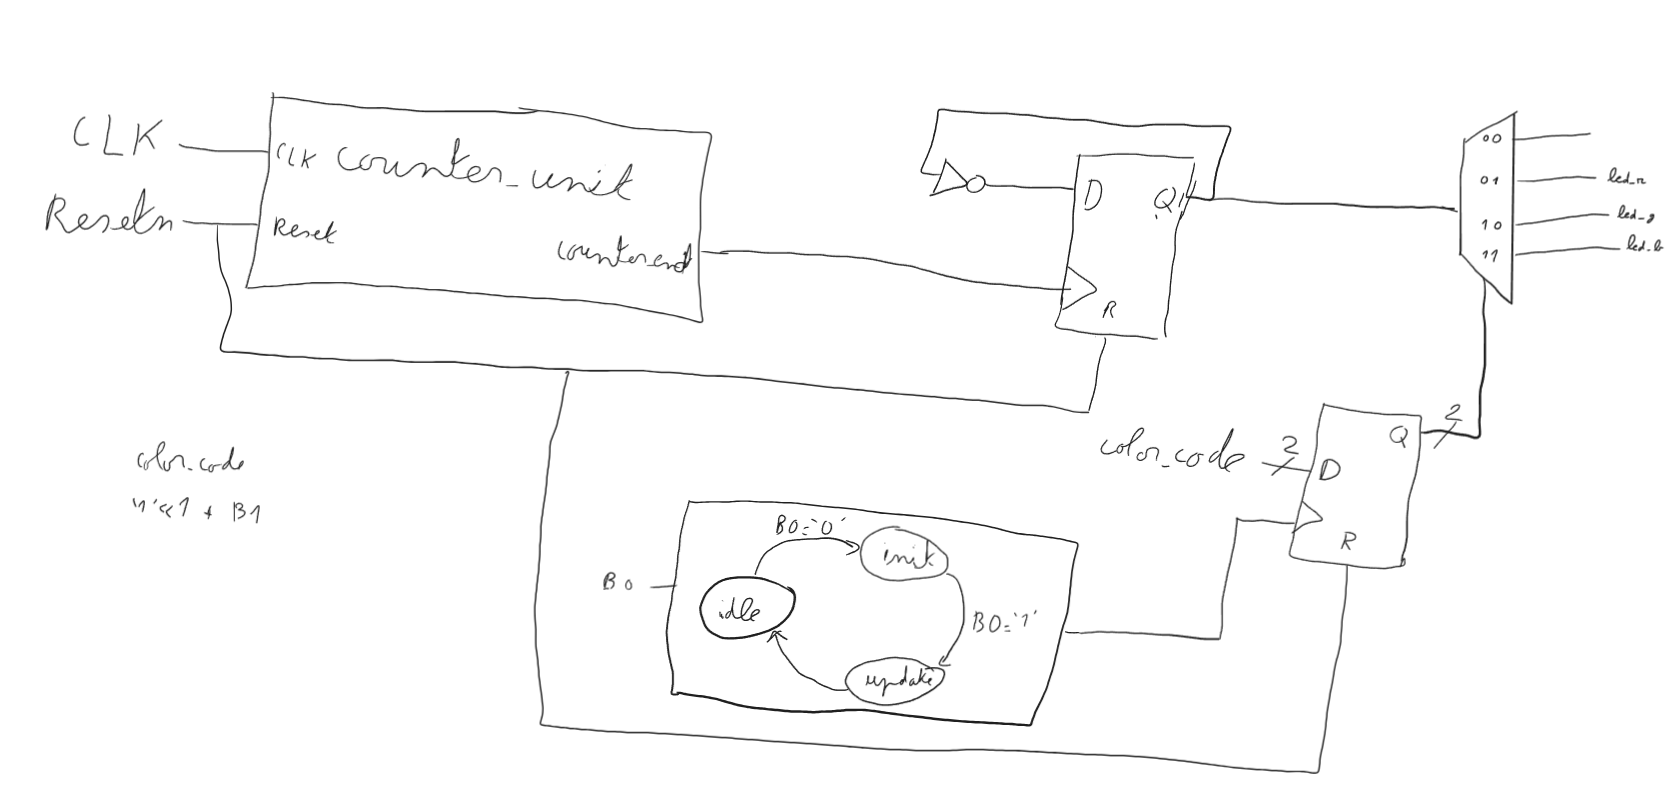 CLK
Resetn
CLK counter_unit
Reset
counter_end
D
Q
R
00
01
10
11
led_r
led_g
led_b
color_code
color_code
2
D
Q
2
R
B0
B0='0'
init
idle
B0='1'
update